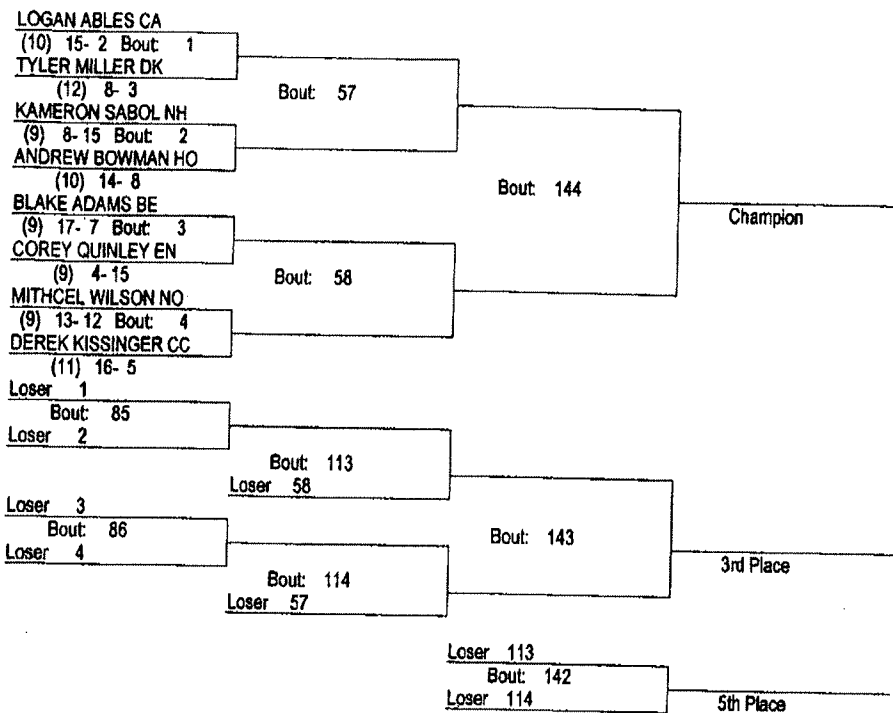 LOGAN ABLES CA
(10) 15- 2 Bout: 1
TYLER MILLER DK
(12) 8- 3
Bout: 57
KAMERON SABOL NH
(9) 8-15 Bout: 2
ANDREW BOWMAN HO
(10) 14- 8
Bout: 144
Champion
BLAKE ADAMS BE
(9) 17- 7 Bout: 3
COREY QUINLEY EN
(9) 4-15
Bout: 58
MITHCEL WILSON NO
(9) 13-12 Bout: 4
DEREK KISSINGER CC
(11) 16- 5
Loser 1
Bout: 85
Loser 2
Bout: 113
Loser 58
Loser 3
Bout: 86
Loser 4
Bout: 143
3rd Place
Bout: 114
Loser 57
Loser 113
Bout: 142
Loser 114
5th Place